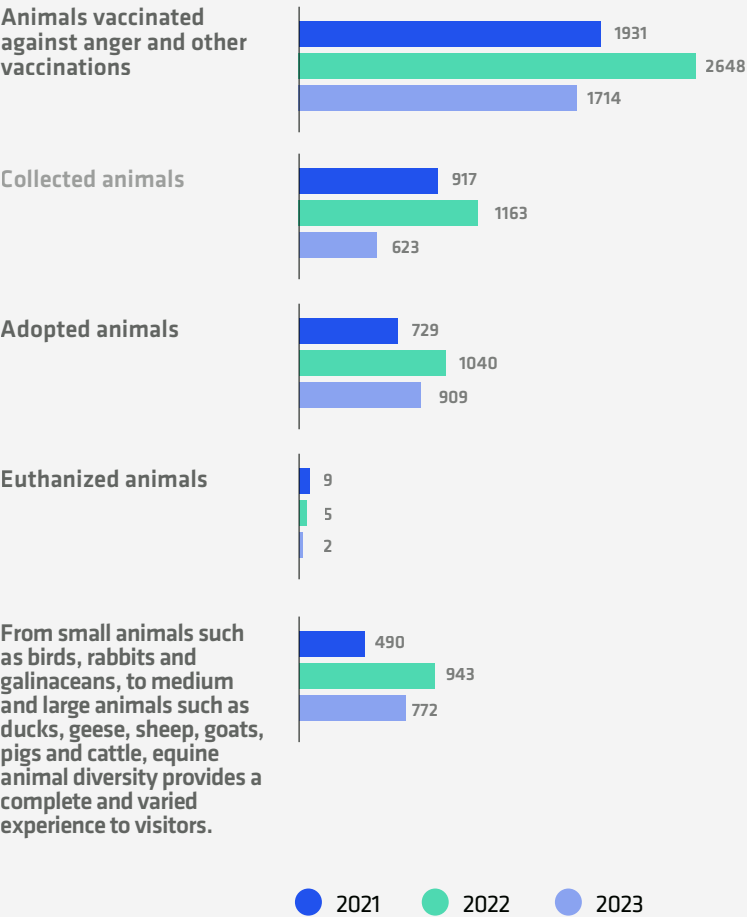 Animals vaccinated
against anger and other
vaccinations
1931
2648
1714
Collected animals
917
1163
623
Adopted animals
729
1040
909
Euthanized animals
9
5
2
From small animals such
as birds, rabbits and
galinaceans, to medium
and large animals such as
ducks, geese, sheep, goats,
pigs and cattle, equine
animal diversity provides a
complete and varied
experience to visitors.
490
943
772
2021
2022
2023